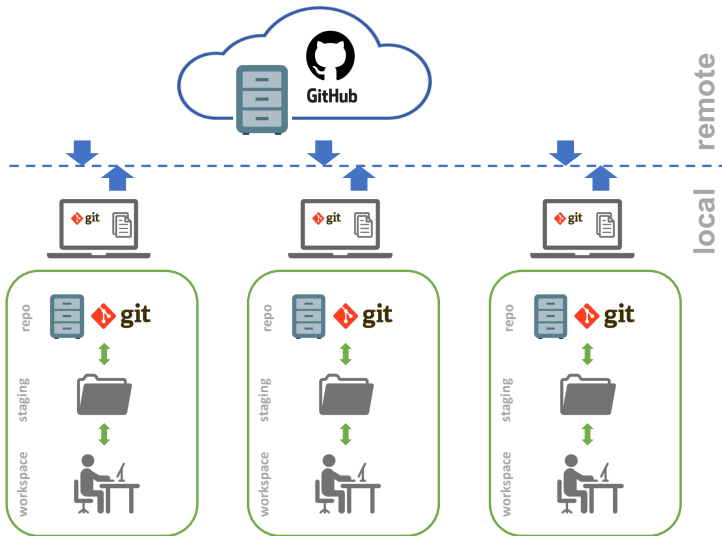 GitHub
remote
local
git
git
git
repo
git
repo
git
repo
git
staging
staging
staging
workspace
workspace
workspace